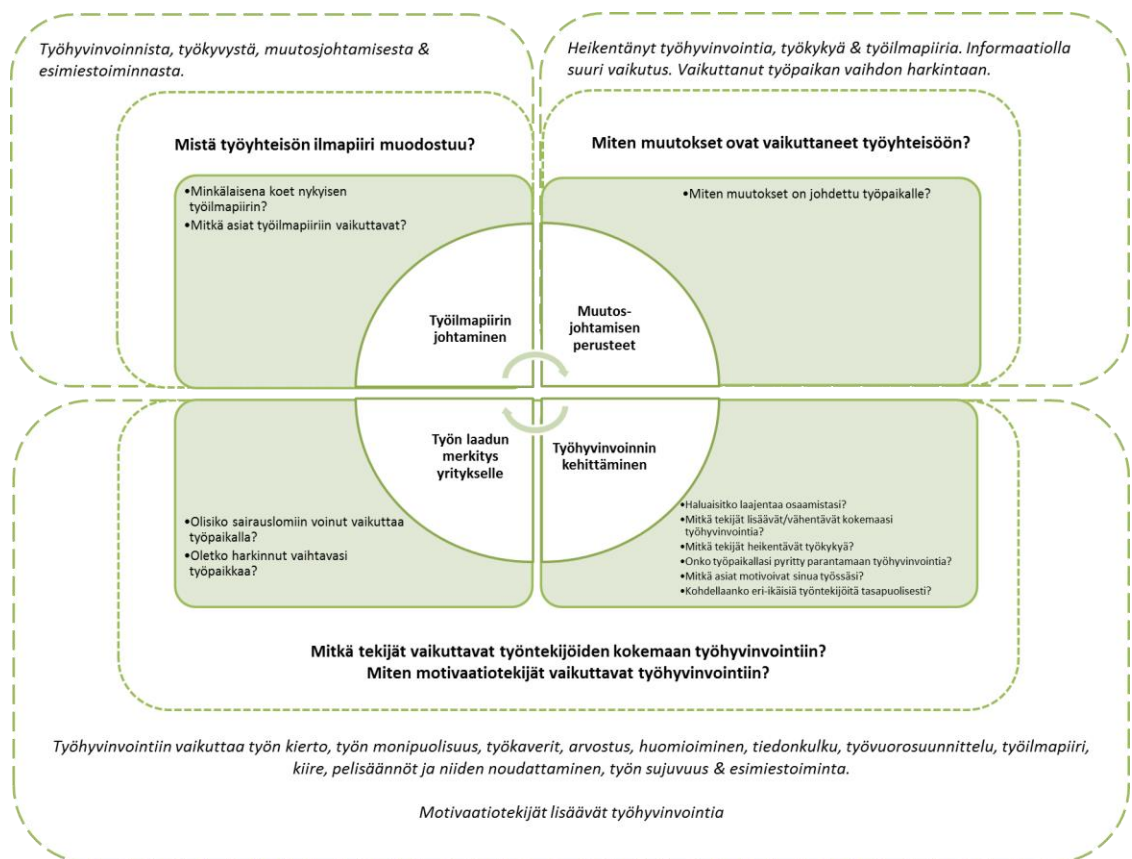 Työhyvinvoinnista, työkyvystä, muutosjohtamisesta &
esimiestoiminnasta.
Heikentänyt työhyvinvointia, työkykyä & työilmapiiria. Informaatiolla
suuri vaikutus. Vaikuttanut työpaikan vaihdon harkintaan.
Mistä työyhteisön ilmapiiri muodostuu?
Miten muutokset ovat vaikuttaneet työyhteisöön?
•Minkälaisena koet nykyisen
työilmapiirin?
•Mitkä asiat työilmapiiriin vaikuttavat?
•Miten muutokset on johdettu työpaikalle?
Työilmapiirin
johtaminen
Muutos-
johtamisen
perusteet
Työn laadun
merkitys
yritykselle
Työhyvinvoinnin
kehittäminen
•Olisiko sairauslomiin voinut vaikuttaa
työpaikalla?
•Oletko harkinnut vaihtavasi
työpaikkaa?
•Haluaisitko laajentaa osaamistasi?
•Mitkä tekijät lisäävät/vähentävät kokemaasi
työhyvinvointia?
•Mitkä tekijät heikentävät työkykyä?
•Onko työpaikallasi pyritty parantamaan työhyvinvointia?
•Mitkä asiat motivoivat sinua työssäsi?
•Kohdellaanko eri-ikäisiä työntekijöitä tasapuolisesti?
Mitkä tekijät vaikuttavat työntekijöiden kokemaan työhyvinvointiin?
Miten motivaatiotekijät vaikuttavat työhyvinvointiin?
Työhyvinvointiin vaikuttaa työn kierto, työn monipuolisuus, työkaverit, arvostus, huomioiminen, tiedonkulku, työvuorosuunnittelu, työilmapiiri,
kiire, pelisäännöt ja niiden noudattaminen, työn sujuvuus & esimiestoiminta.
Motivaatiotekijät lisäävät työhyvinvointia